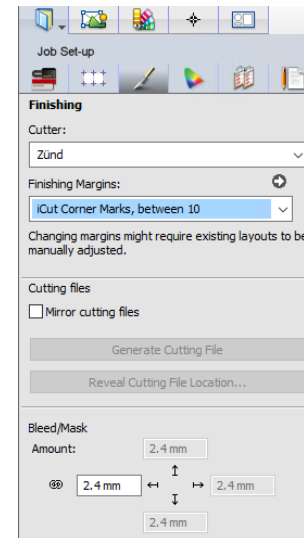 Job Set-up
Finishing
Cutter:
Zünd
Finishing Margins:
iCut Corner Marks, between 10
Changing margins might require existing layouts to be
manually adjusted.
Cutting files
Mirror cutting files
Generate Cutting File
Reveal Cutting File Location...
Bleed/Mask
Amount: 2.4 mm
2.4 mm 2.4 mm
2.4 mm